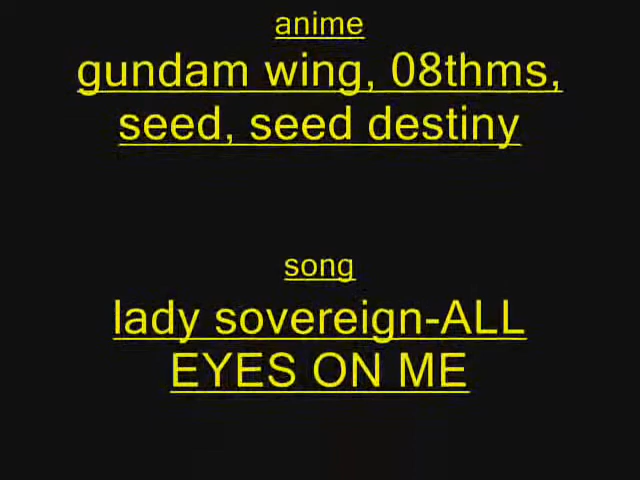 anime
gundam wing, 08thms,
seed, seed destiny
song
lady sovereign-ALL
EYES ON ME